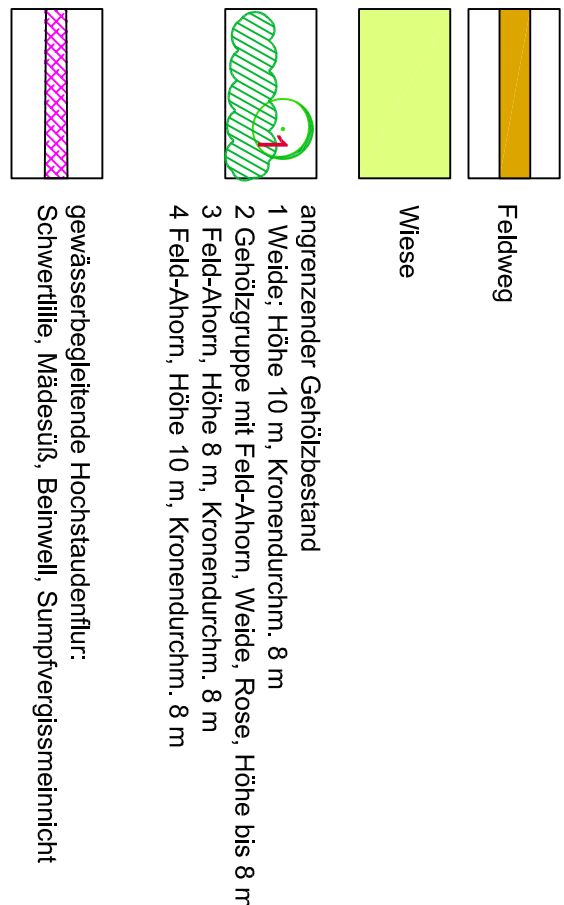 Feldweg
Wiese
angrenzender Gehölzbestand
1 Weide; Höhe 10 m, Kronendurchm. 8 m
2 Gehölzgruppe mit Feld-Ahorn, Weide, Rose, Höhe bis 8 m
3 Feld-Ahorn, Höhe 8 m, Kronendurchm. 8 m
4 Feld-Ahorn, Höhe 10 m, Kronendurchm. 8 m
1
gewässerbegleitende Hochstaudenflur:
Schwertlilie, Mädesüß, Beinwell, Sumpfvergissmeinnicht